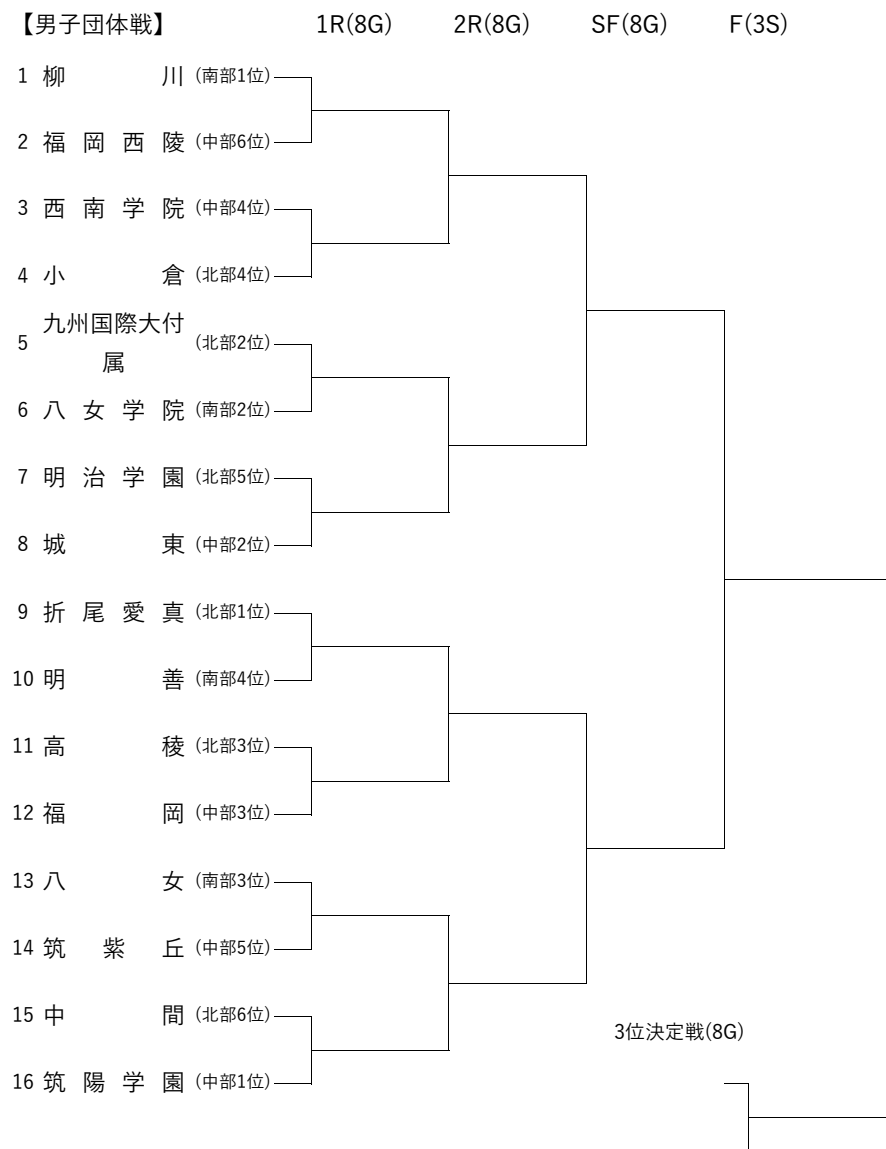 【男子団体戦】 1R(8G) 2R(8G) SF(8G) F(3S)
1 柳川 (南部1位)
2 福岡西陵 (中部6位)
3 西南学院 (中部4位)
4 小倉 (北部4位)
5 九州国際大付属 (北部2位)
6 八女学院 (南部2位)
7 明治学園 (北部5位)
8 城東 (中部2位)
9 折尾愛真 (北部1位)
10 明善 (南部4位)
11 高稜 (北部3位)
12 福岡 (中部3位)
13 八女 (南部3位)
14 筑紫丘 (中部5位)
15 中間 (北部6位)
3位決定戦(8G)
16 筑陽学園 (中部1位)